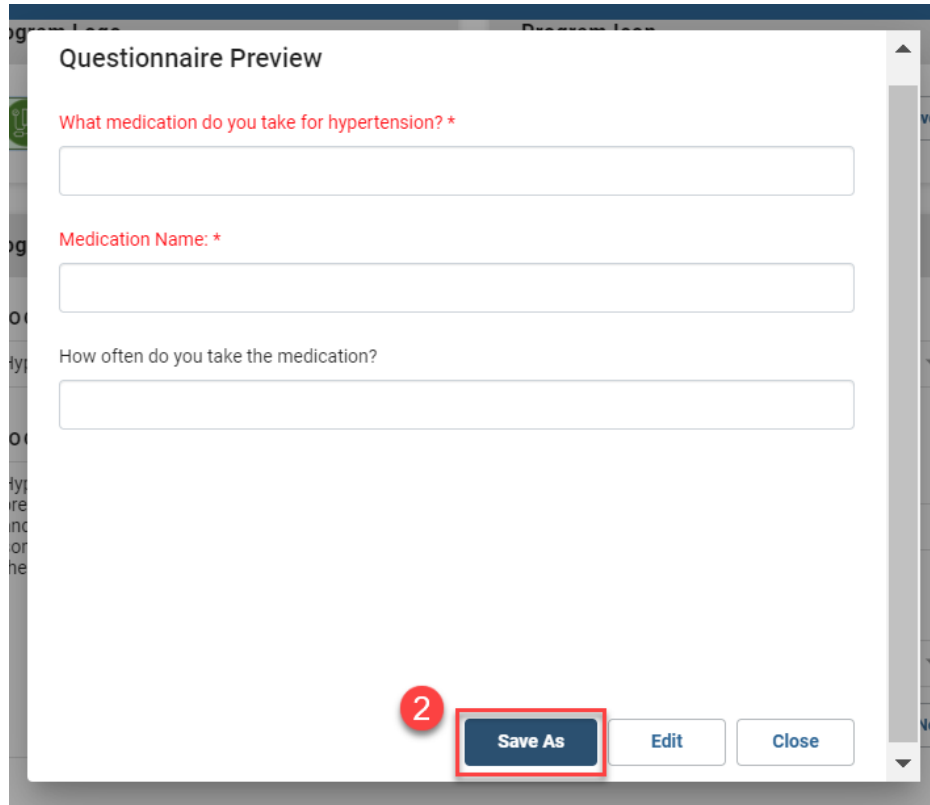 Questionnaire Preview
What medication do you take for hypertension? *
Medication Name: *
How often do you take the medication?
2
Save As
Edit
Close